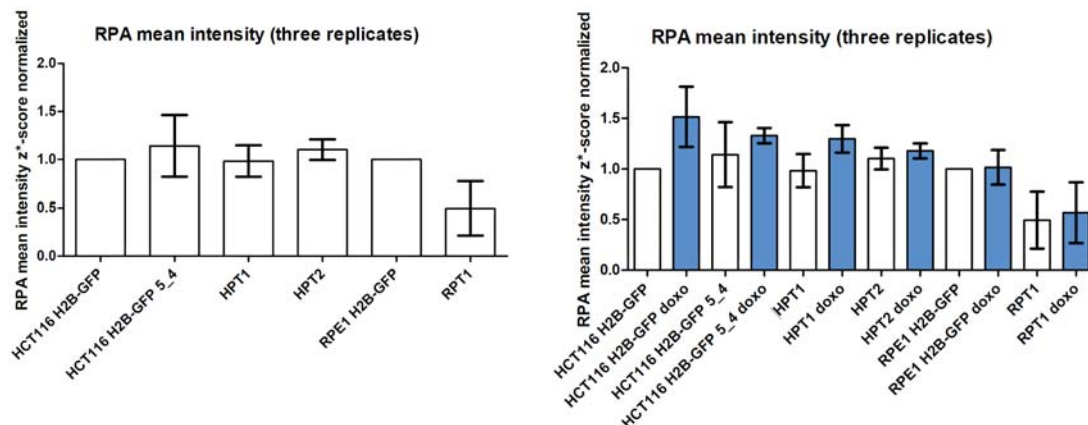 RPA mean intensity (three replicates)
RPA mean intensity z*-score normalized
2.0
1.5
1.0
0.5
0.0
HCT116 H2B-GFP
HCT116 H2B-GFP 5_4
HPT1
HPT2
RPE1 H2B-GFP
RPT1
RPA mean intensity (three replicates)
RPA mean intensity z*-score normalized
2.0
1.5
1.0
0.5
0.0
HCT116 H2B-GFP
HCT116 H2B-GFP doxo
HCT116 H2B-GFP 5_4
HCT116 H2B-GFP 5_4 doxo
HPT1
HPT1 doxo
HPT2
HPT2 doxo
RPE1 H2B-GFP
RPE1 H2B-GFP doxo
RPT1
RPT1 doxo